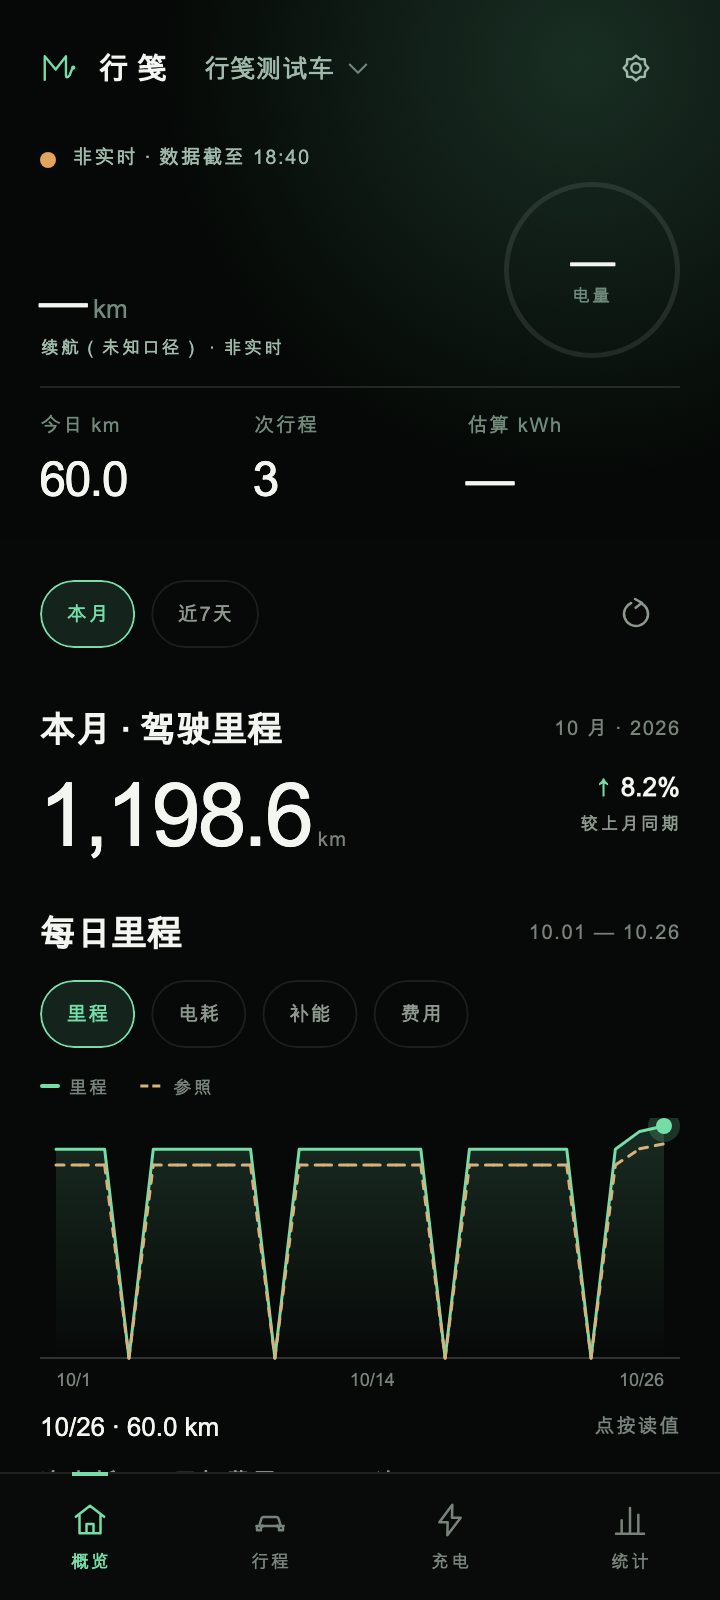 行笺 行笺测试车
非实时 · 数据截至 18:40
—
电量
— km
续航 ( 未知口径 ) · 非实时
今日 km 次行程 估算 kWh
60.0 3 —
本月 近7天
本月 · 驾驶里程 10 月 · 2026
1,198.6 km ↑ 8.2%
较上月同期
每日里程 10.01 — 10.26
里程 电耗 补能 费用
里程 参照
10/1 10/14 10/26
10/26 · 60.0 km 点按读值
概览 行程 充电 统计